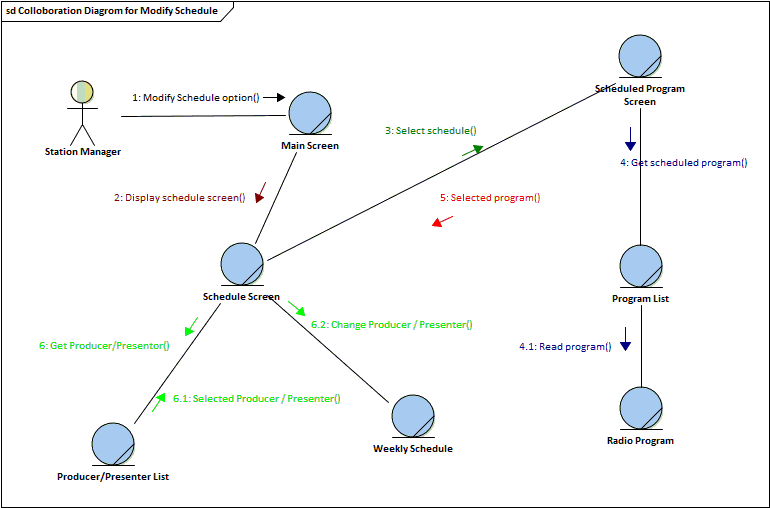 sd Colloboration Diagrom for Modify Schedule
Scheduled Program
Screen
1: Modify Schedule option()
Station Manager
Main Screen
3: Select schedule()
4: Get scheduled program()
2: Display schedule screen()
5: Selected program()
Schedule Screen
Program List
6.2: Change Producer / Presenter()
6: Get Producer/Presentor()
4.1: Read program()
6.1: Selected Producer / Presenter()
Weekly Schedule
Radio Program
Producer/Presenter List